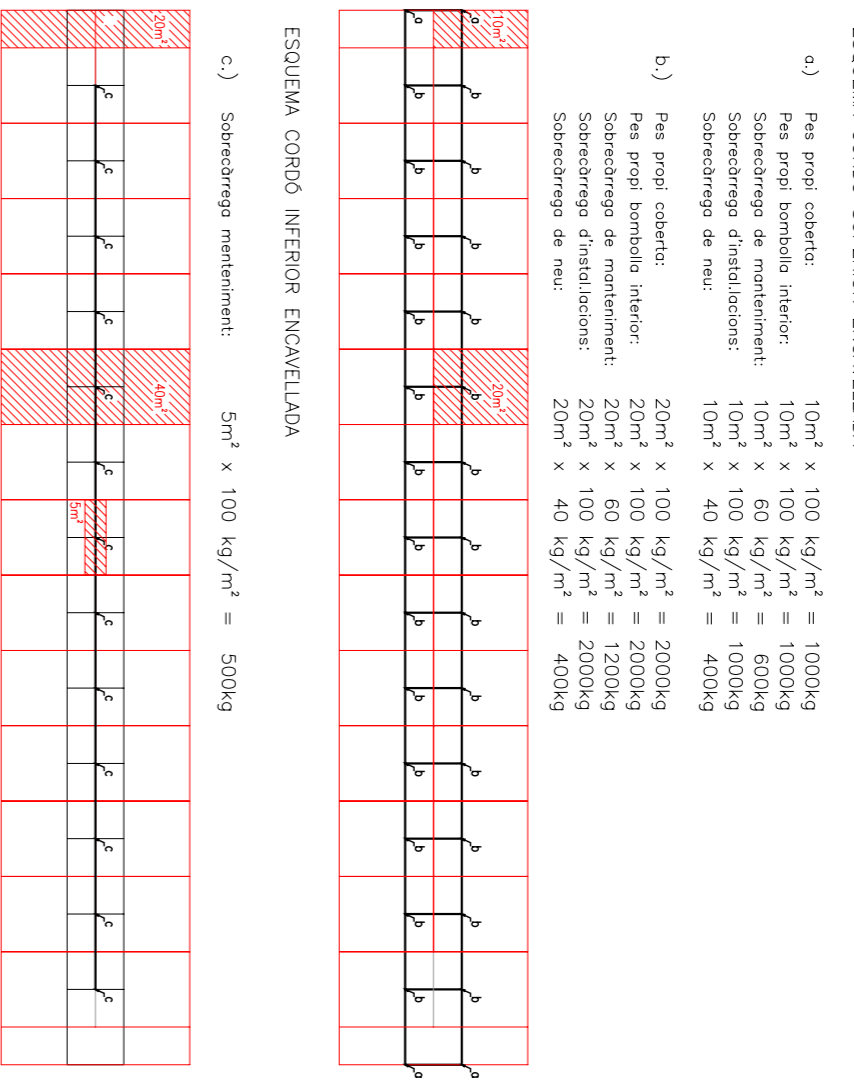 a.) Pes propi coberta: 10m² x 100 kg/m² = 1000kg
Pes propi bombolla interior: 10m² x 100 kg/m² = 1000kg
Sobrecàrrega de manteniment: 10m² x 60 kg/m² = 600kg
Sobrecàrrega d'instal.lacions: 10m² x 100 kg/m² = 1000kg
Sobrecàrrega de neu: 10m² x 40 kg/m² = 400kg
b.) Pes propi coberta: 20m² x 100 kg/m² = 2000kg
Pes propi bombolla interior: 20m² x 100 kg/m² = 2000kg
Sobrecàrrega de manteniment: 20m² x 60 kg/m² = 1200kg
Sobrecàrrega d'instal.lacions: 20m² x 100 kg/m² = 2000kg
Sobrecàrrega de neu: 20m² x 40 kg/m² = 400kg
10m² 20m²
a b b b b b b b b b b b b b a
a b b b b b b b b b b b b b a
ESQUEMA CORDÓ INFERIOR ENCAVELLADA
c.) Sobrecàrrega menteniment: 5m² x 100 kg/m² = 500kg
20m² 40m²
c c c c c c c c c c c c c
5m²